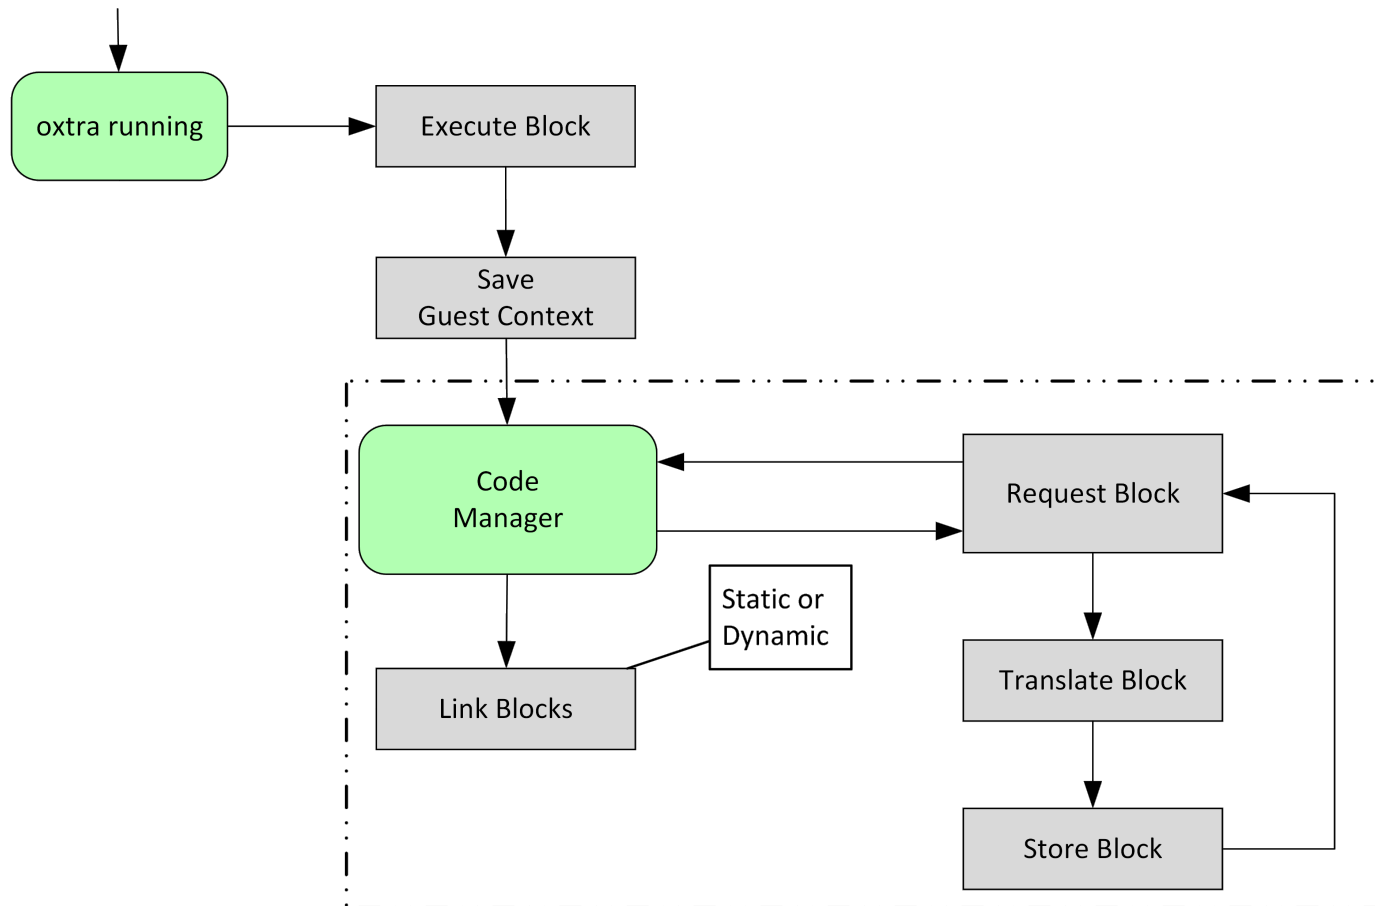 oxtra running
Execute Block
Save
Guest Context
Code
Manager
Request Block
Static or
Dynamic
Translate Block
Link Blocks
Store Block